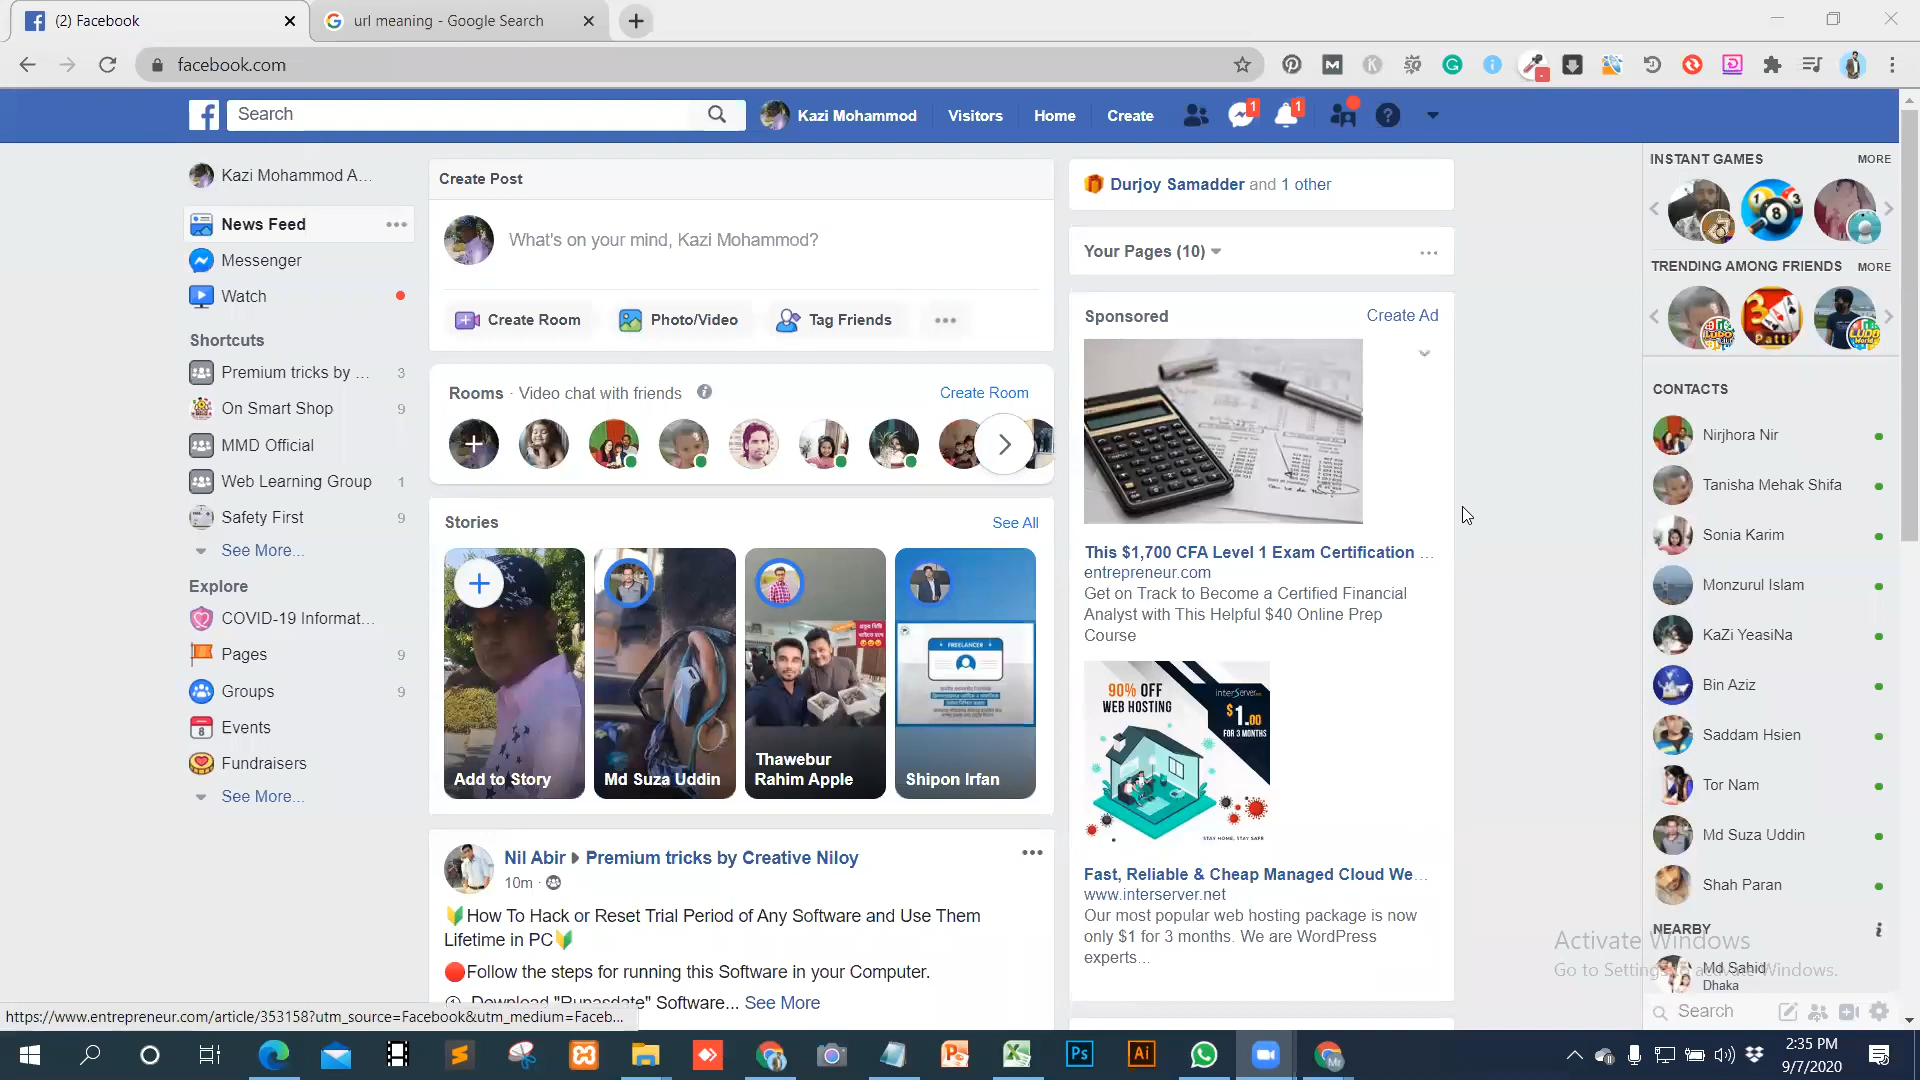 (2) Facebook
url meaning - Google Search
facebook.com
Search
Kazi Mohammod
Visitors
Home
Create
1
1
Kazi Mohammod A...
News Feed
Messenger
Watch
Shortcuts
Premium tricks by ... 3
On Smart Shop 9
MMD Official
Web Learning Group 1
Safety First 9
See More...
Explore
COVID-19 Informat...
Pages 9
Groups 9
Events
Fundraisers
See More...
Create Post
What's on your mind, Kazi Mohammod?
Create Room
Photo/Video
Tag Friends
Rooms · Video chat with friends
Create Room
Stories
See All
Add to Story
Md Suza Uddin
Thawebur
Rahim Apple
FREELANCER
Shipon Irfan
Nil Abir Premium tricks by Creative Niloy
10m ·
How To Hack or Reset Trial Period of Any Software and Use Them
Lifetime in PC
Follow the steps for running this Software in your Computer.
Download "Runasdate" Software... See More
Durjoy Samadder and 1 other
Your Pages (10)
Sponsored
Create Ad
This $1,700 CFA Level 1 Exam Certification ...
entrepreneur.com
Get on Track to Become a Certified Financial
Analyst with This Helpful $40 Online Prep
Course
90% OFF
WEB HOSTING
interServer
$1.00
FOR 3 MONTHS
STAY HOME, STAY SAFE
Fast, Reliable & Cheap Managed Cloud We...
www.interserver.net
Our most popular web hosting package is now
only $1 for 3 months. We are WordPress
experts...
INSTANT GAMES
MORE
TRENDING AMONG FRIENDS
MORE
Patti
CONTACTS
Nirjhora Nir
Tanisha Mehak Shifa
Sonia Karim
Monzurul Islam
KaZi YeasiNa
Bin Aziz
Saddam Hsien
Tor Nam
Md Suza Uddin
Shah Paran
NEARBY
Md Sahid
Dhaka
Search
Activate Windows
Go to Settings to activate Windows.
https://www.entrepreneur.com/article/353158?utm_source=Facebook&utm_medium=Faceb...
2:35 PM
9/7/2020